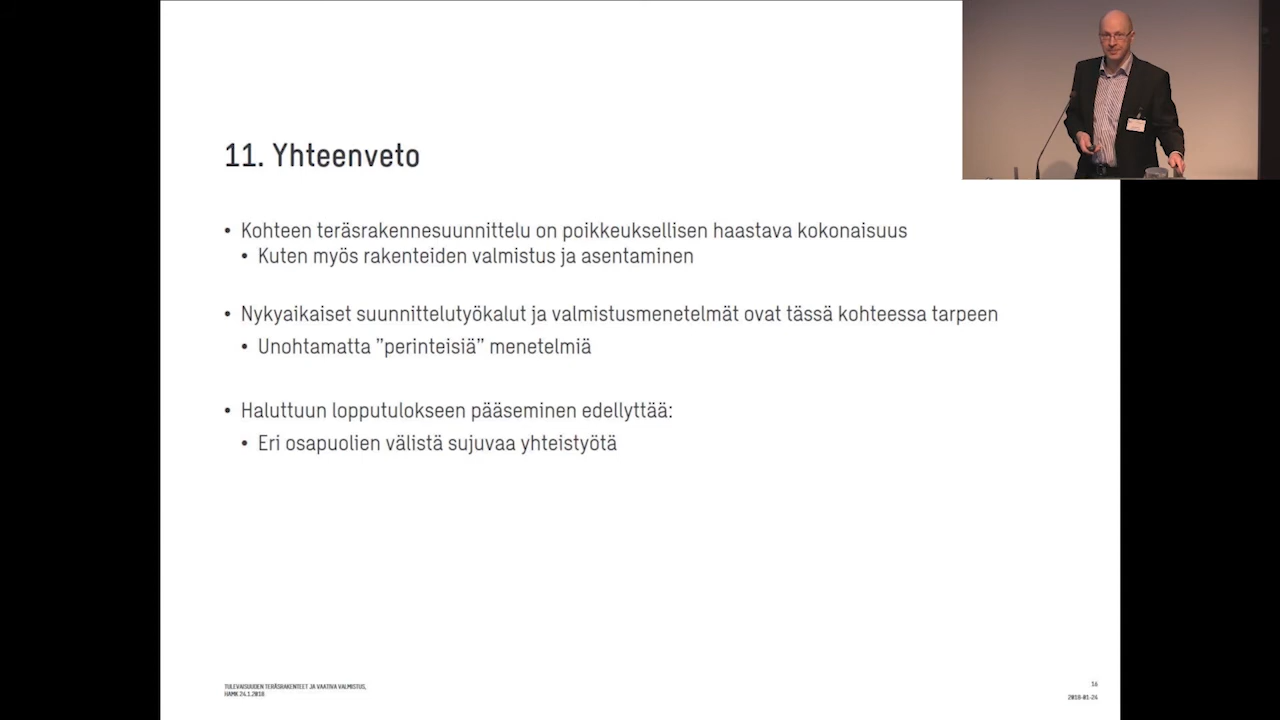 11. Yhteenveto
• Kohteen teräsrakennesuunnittelu on poikkeuksellisen haastava kokonaisuus
• Kuten myös rakenteiden valmistus ja asentaminen
• Nykyaikaiset suunnittelutyökalut ja valmistusmenetelmät ovat tässä kohteessa tarpeen
• Unohtamatta ”perinteisiä” menetelmiä
• Haluttuun lopputulokseen pääseminen edellyttää:
• Eri osapuolien välistä sujuvaa yhteistyötä
TULEVAISUUDEN TERÄSRAKENTEET JA VAATIVA VALMISTUS,
HAMK 24.1.2018
16
2018-01-24